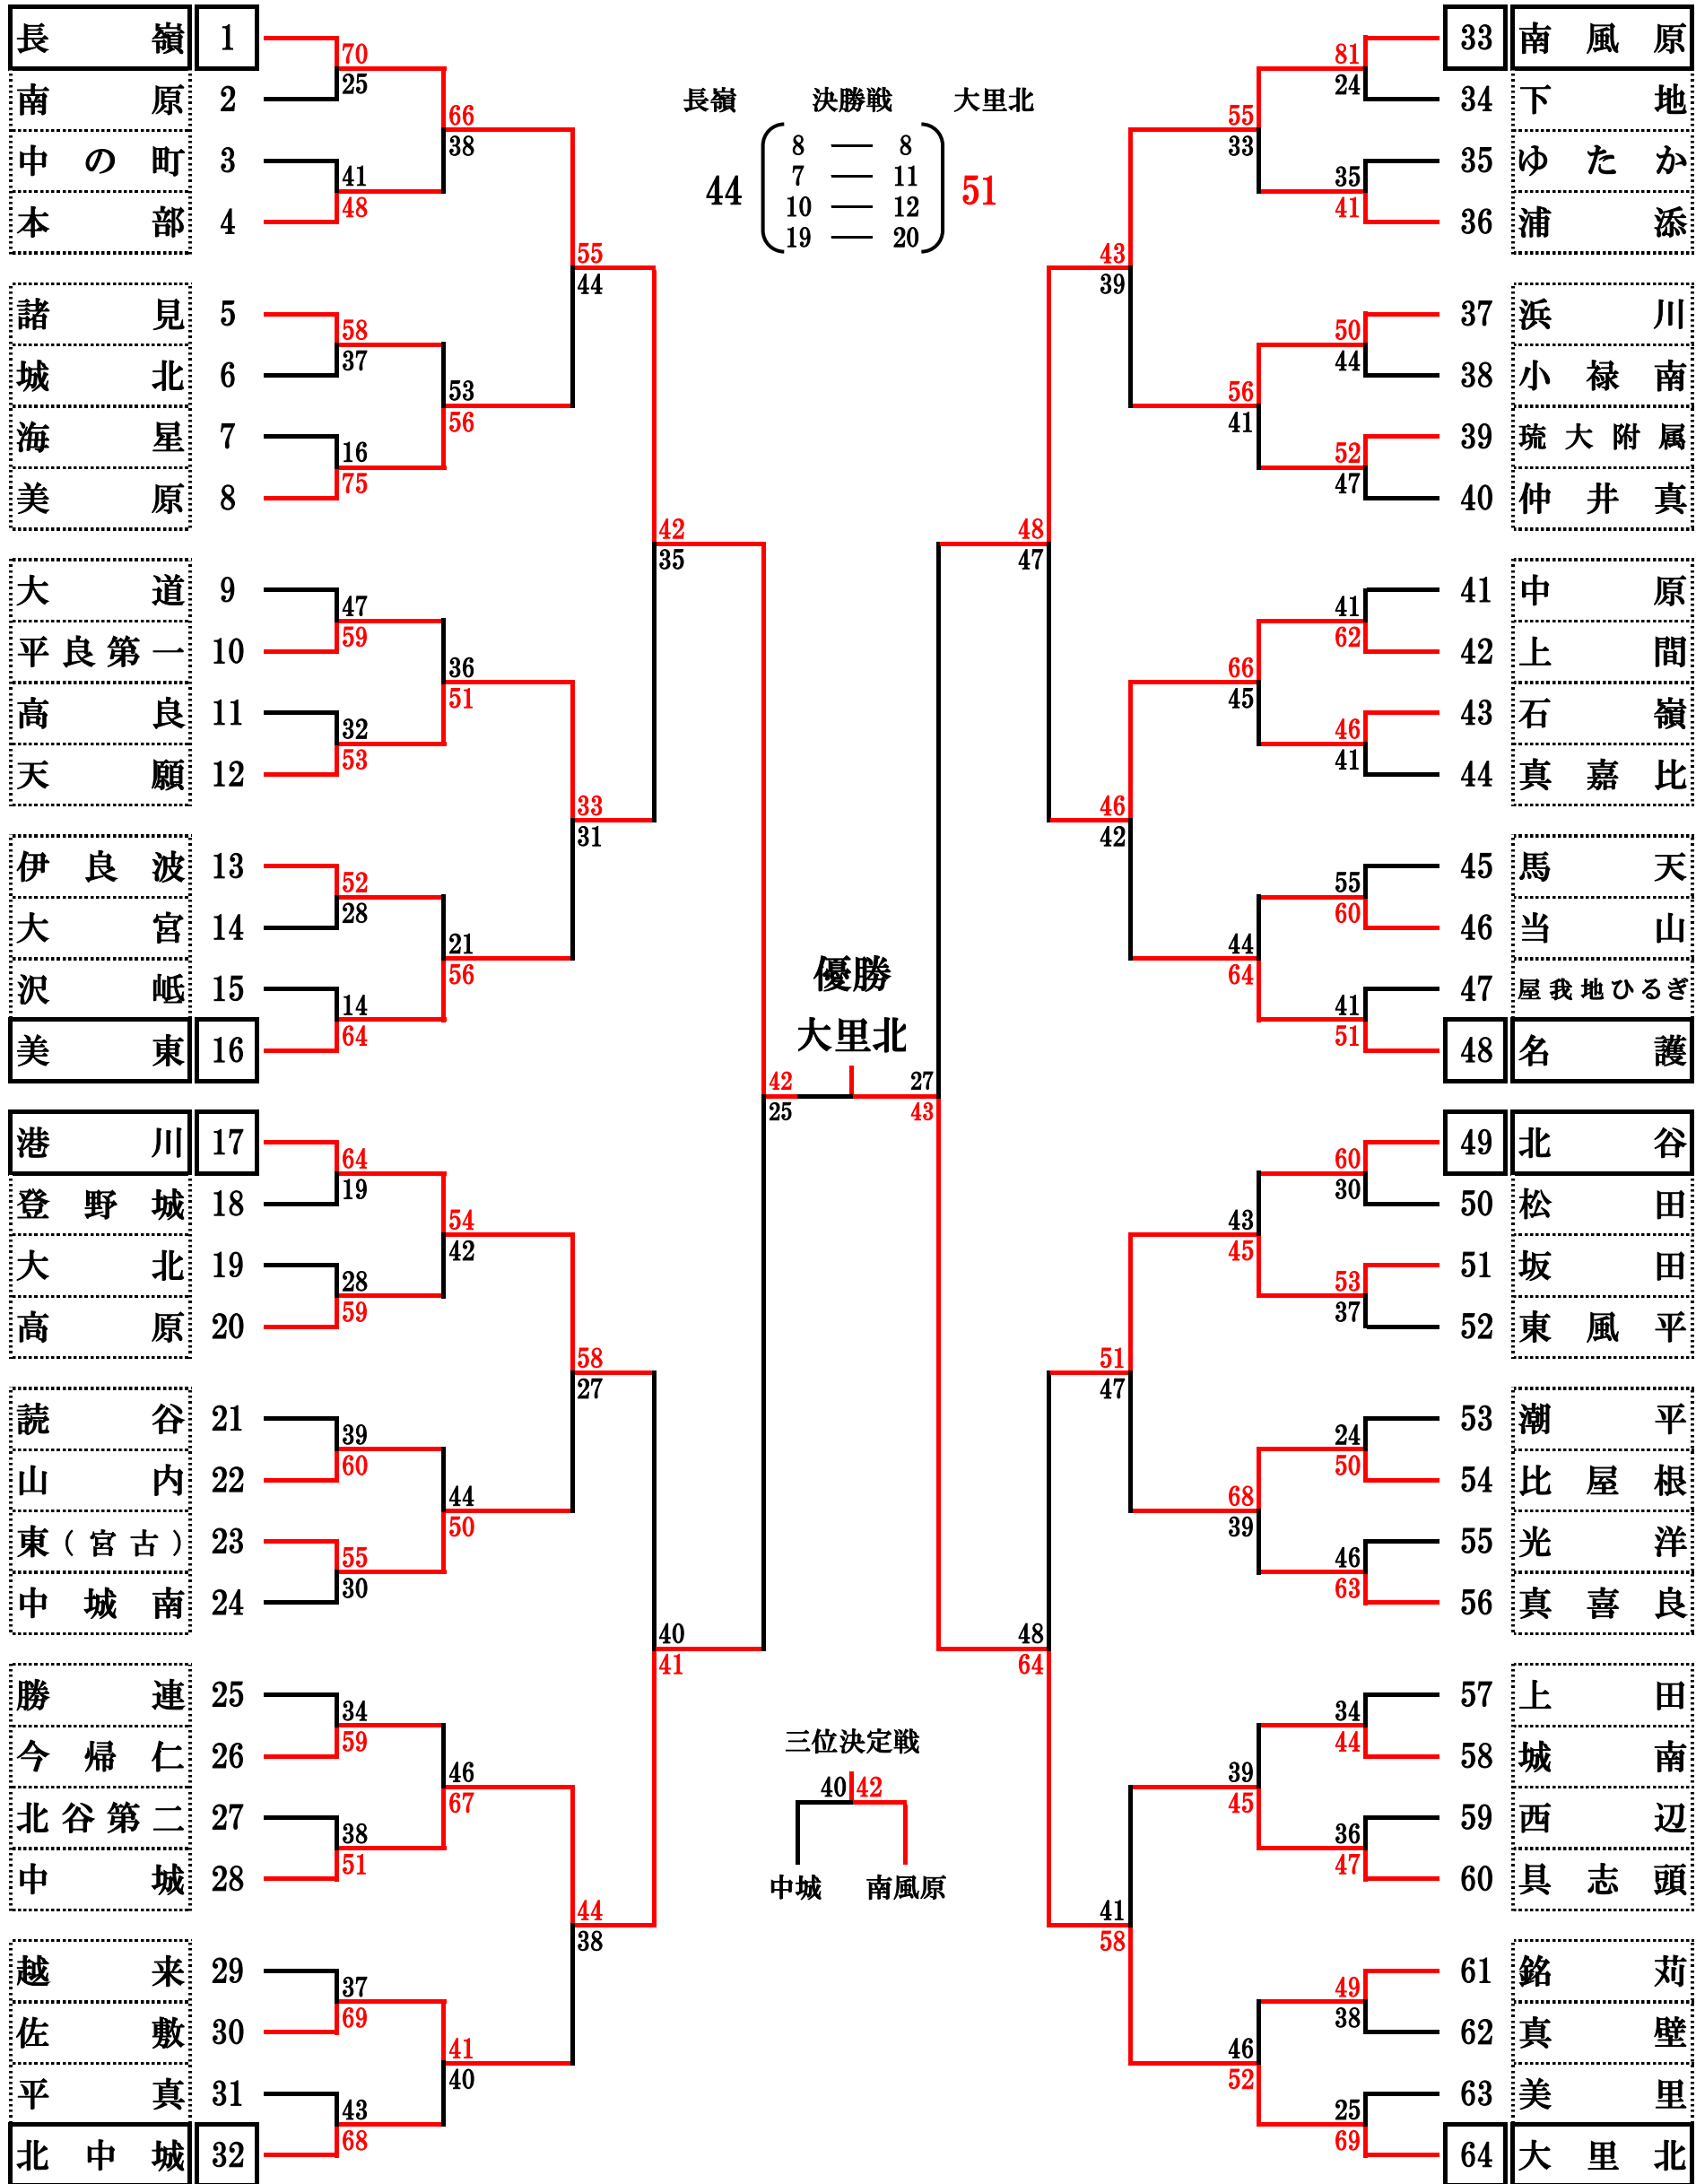 長嶺 1
70
25
南原 2
66
38
中の町 3
41
48
本部 4
55
44
諸見 5
58
37
城北 6
53
56
海星 7
16
75
美原 8
42
35
大道 9
47
59
平良第一 10
36
51
高良 11
32
53
天願 12
33
31
伊良波 13
52
28
大宮 14
21
56
沢岻 15
14
64
美東 16
42
25
港川 17
64
19
登野城 18
54
42
大北 19
28
59
高原 20
58
27
読谷 21
39
60
山内 22
44
50
東(宮古) 23
55
30
中城南 24
40
41
勝連 25
34
59
今帰仁 26
46
67
北谷第二 27
38
51
中城 28
44
38
越来 29
37
69
佐敷 30
41
40
平真 31
43
68
北中城 32
長嶺 決勝戦 大里北
8 — 8
7 — 11
44 51
10 — 12
19 — 20
優勝
大里北
三位決定戦
40 42
中城 南風原
33 南風原
81
24
34 下地
55
33
35 ゆたか
35
41
36 浦添
43
39
37 浜川
50
44
38 小禄南
56
41
39 琉大附属
52
47
40 仲井真
48
47
41 中原
41
62
42 上間
66
45
43 石嶺
46
41
44 真嘉比
46
42
45 馬天
55
60
46 当山
44
64
47 屋我地ひるぎ
41
51
48 名護
27
43
49 北谷
60
30
50 松田
43
45
51 坂田
53
37
52 東風平
51
47
53 潮平
24
50
54 比屋根
68
39
55 光洋
46
63
56 真喜良
48
64
57 上田
34
44
58 城南
39
45
59 西辺
36
47
60 具志頭
41
58
61 銘苅
49
38
62 真壁
46
52
63 美里
25
69
64 大里北